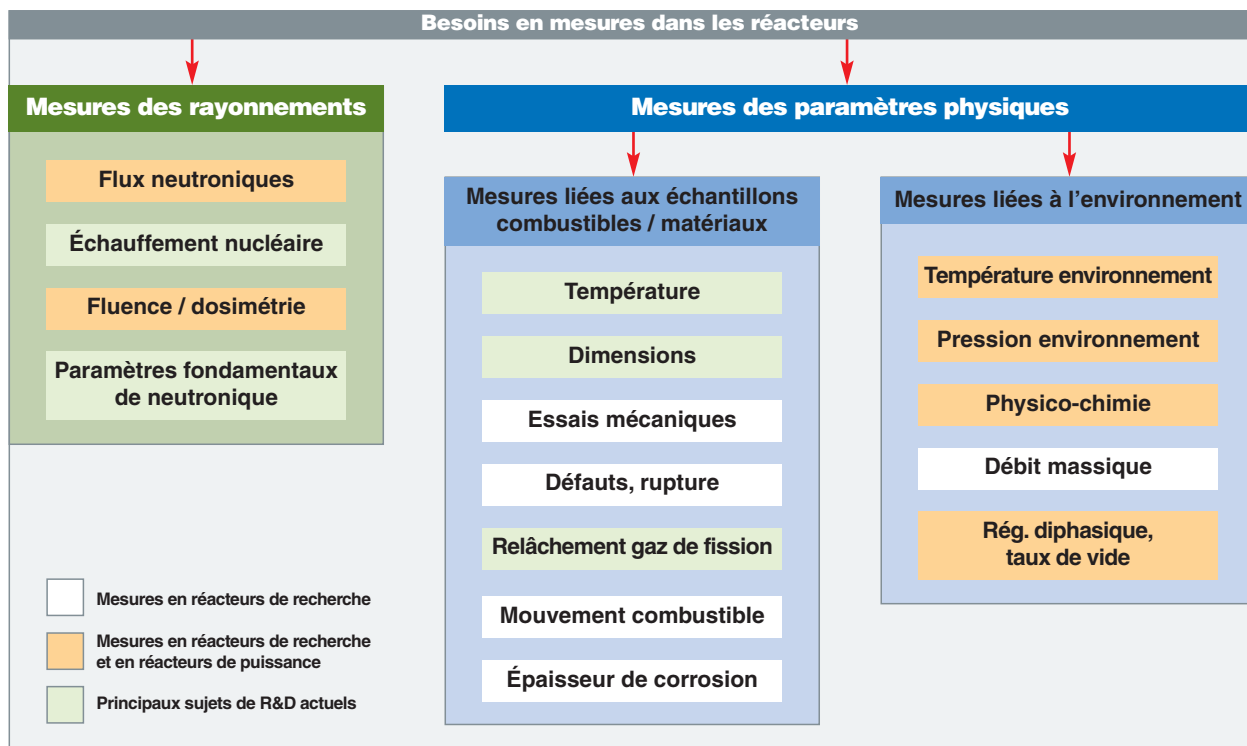 Besoins en mesures dans les réacteurs
Mesures des rayonnements
Flux neutroniques
Échauffement nucléaire
Fluence / dosimétrie
Paramètres fondamentaux
de neutronique
Mesures des paramètres physiques
Mesures liées aux échantillons
combustibles / matériaux
Température
Dimensions
Essais mécaniques
Défauts, rupture
Relâchement gaz de fission
Mouvement combustible
Épaisseur de corrosion
Mesures liées à l’environnement
Température environnement
Pression environnement
Physico-chimie
Débit massique
Rég. diphasique,
taux de vide
Mesures en réacteurs de recherche
Mesures en réacteurs de recherche
et en réacteurs de puissance
Principaux sujets de R&D actuels